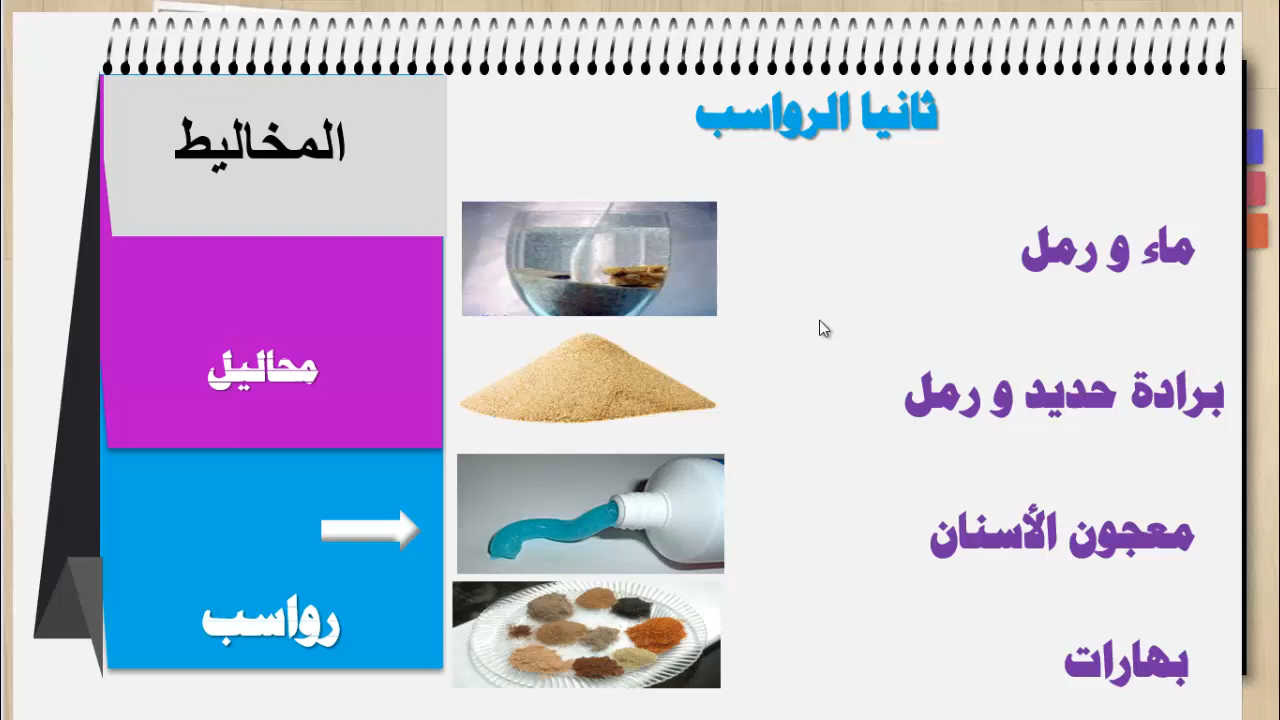 المخاليط
ثانيا الرواسب
ماء و رمل
محاليل
برادة حديد و رمل
معجون الأسنان
رواسب
بهارات